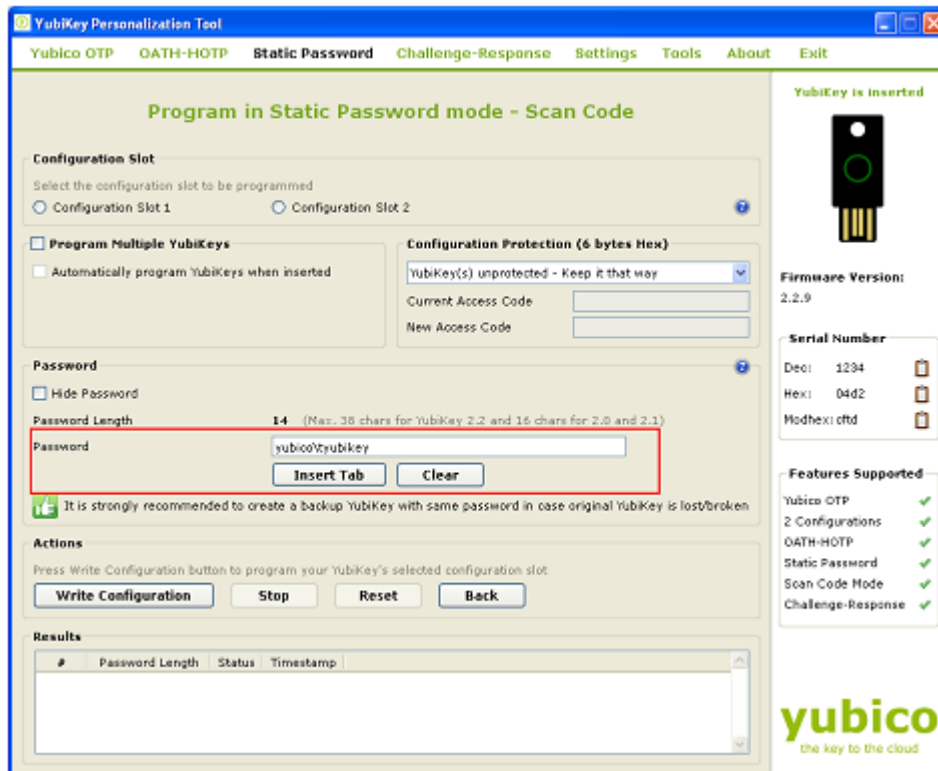 YubiKey Personalization Tool
Yubico OTP OATH-HOTP Static Password Challenge-Response Settings Tools About Exit
Program in Static Password mode - Scan Code
Configuration Slot
Select the configuration slot to be programmed
Configuration Slot 1 Configuration Slot 2
Program Multiple YubiKeys
Automatically program YubiKeys when inserted
Configuration Protection (6 bytes Hex)
YubiKey(s) unprotected - Keep it that way
Current Access Code
New Access Code
Password
Hide Password
Password Length 14 (Max. 38 chars for YubiKey 2.2 and 16 chars for 2.0 and 2.1)
Password yubico\tyubikey
Insert Tab Clear
It is strongly recommended to create a backup YubiKey with same password in case original YubiKey is lost/broken
Actions
Press Write Configuration button to program your YubiKey's selected configuration slot
Write Configuration Stop Reset Back
Results
# Password Length Status Timestamp
YubiKey is inserted
Firmware Version:
2.2.9
Serial Number
Dec: 1234
Hex: 04d2
Modhex: cftd
Features Supported
Yubico OTP
2 Configurations
OATH-HOTP
Static Password
Scan Code Mode
Challenge-Response
yubico
the key to the cloud